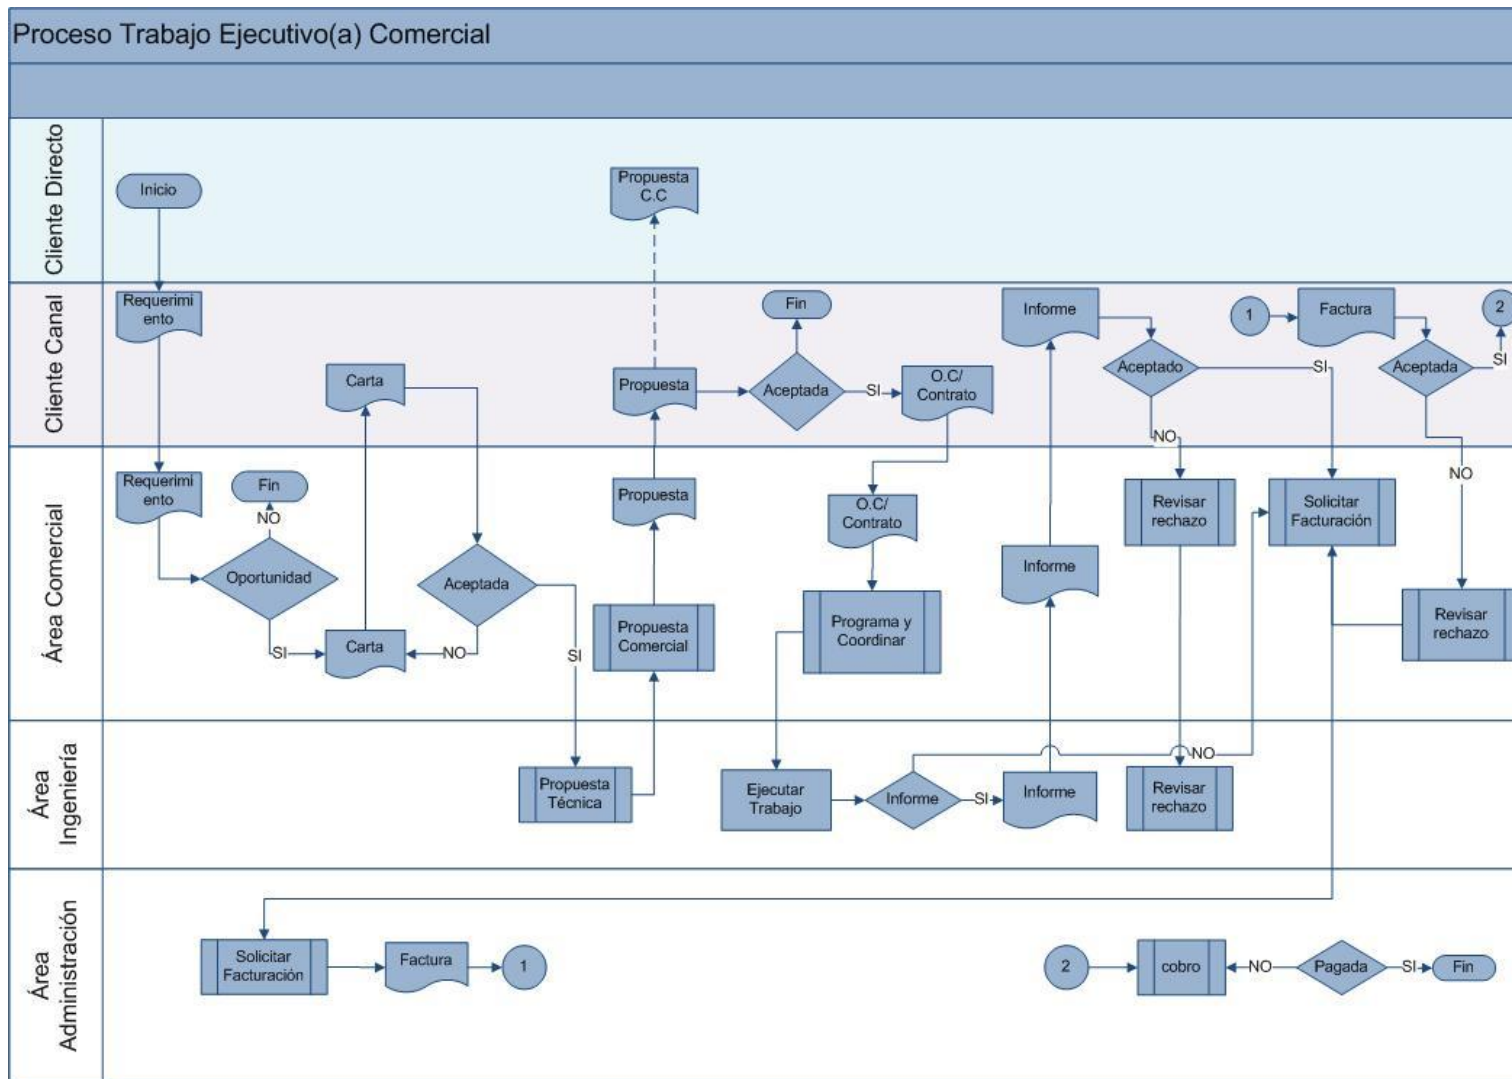 Proceso Trabajo Ejecutivo(a) Comercial
Cliente Directo
Inicio
Propuesta
C.C
Cliente Canal
Requerimi
ento
Carta
Propuesta
Fin
Aceptada
SI
O.C/
Contrato
Informe
Aceptado
SI
NO
1
Factura
Aceptada
SI
2
NO
Área Comercial
Requerimi
ento
Fin
NO
Oportunidad
SI
Carta
NO
Aceptada
SI
Propuesta
Propuesta
Comercial
O.C/
Contrato
Programa y
Coordinar
Informe
Revisar
rechazo
Solicitar
Facturación
Revisar
rechazo
Área
Ingeniería
Propuesta
Técnica
Ejecutar
Trabajo
Informe
SI
NO
Informe
Revisar
rechazo
Área
Administración
Solicitar
Facturación
Factura
1
2
cobro
NO
Pagada
SI
Fin